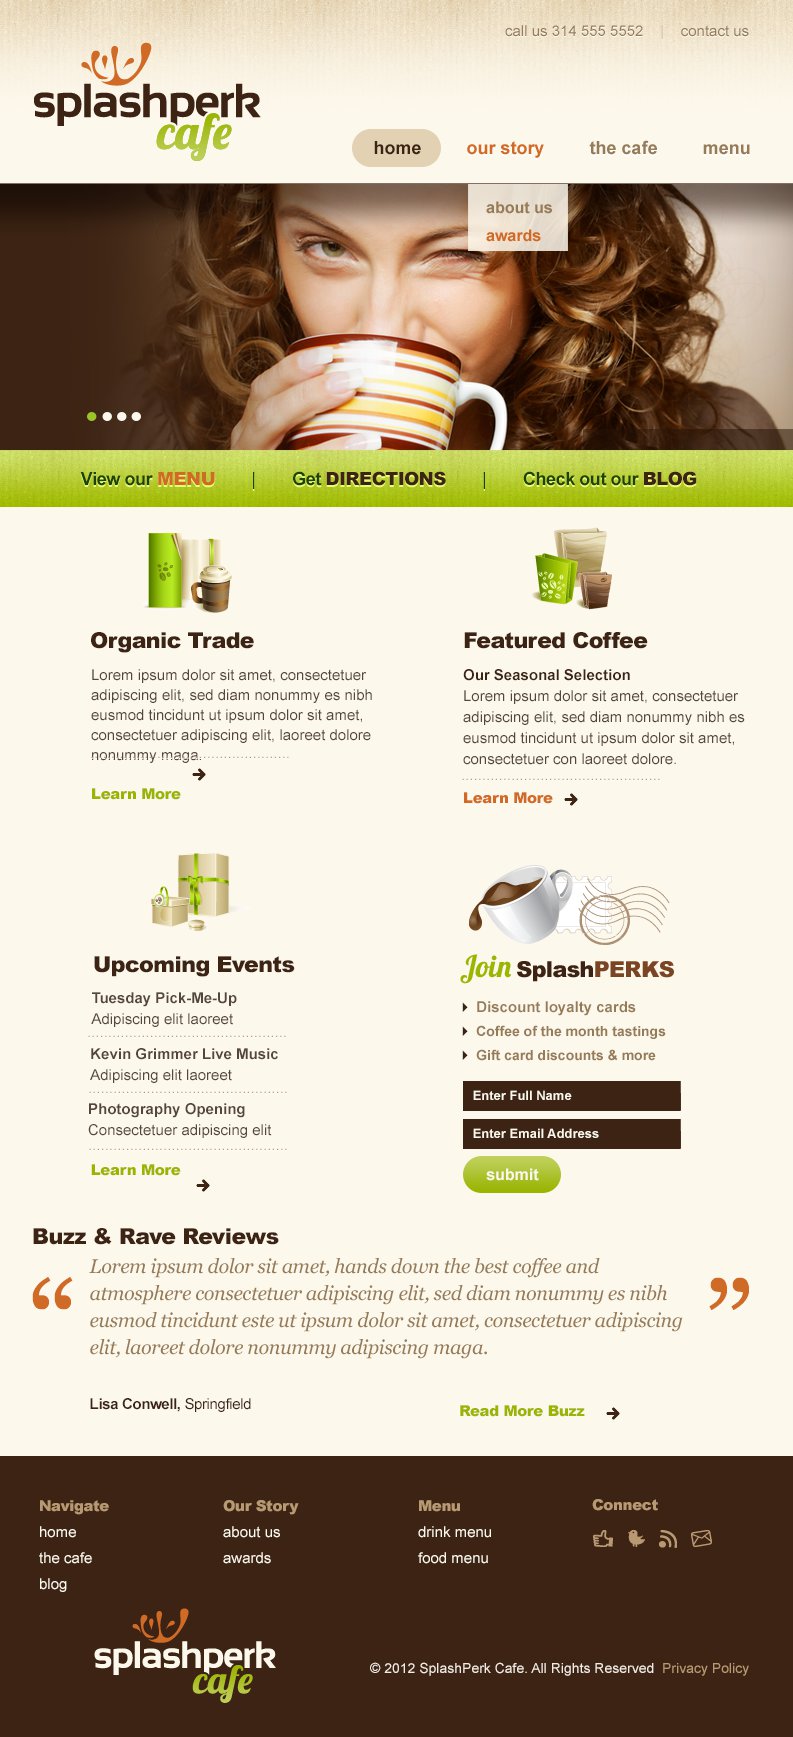 call us 314 555 5552 | contact us
splashperk
cafe
home our story the cafe menu
about us
awards
View our MENU | Get DIRECTIONS | Check out our BLOG
Organic Trade
Lorem ipsum dolor sit amet, consectetuer
adipiscing elit, sed diam nonummy es nibh
eusmod tincidunt ut ipsum dolor sit amet,
consectetuer adipiscing elit, laoreet dolore
nonummy maga.
Learn More
Featured Coffee
Our Seasonal Selection
Lorem ipsum dolor sit amet, consectetuer
adipiscing elit, sed diam nonummy nibh es
eusmod tincidunt ut ipsum dolor sit amet,
consectetuer con laoreet dolore.
Learn More
Upcoming Events
Tuesday Pick-Me-Up
Adipiscing elit laoreet
Kevin Grimmer Live Music
Adipiscing elit laoreet
Photography Opening
Consectetuer adipiscing elit
Learn More
Join SplashPERKS
Discount loyalty cards
Coffee of the month tastings
Gift card discounts & more
Enter Full Name
Enter Email Address
submit
Buzz & Rave Reviews
“ Lorem ipsum dolor sit amet, hands down the best coffee and
atmosphere consectetuer adipiscing elit, sed diam nonummy es nibh
eusmod tincidunt este ut ipsum dolor sit amet, consectetuer adipiscing
elit, laoreet dolore nonummy adipiscing maga. ”
Lisa Conwell, Springfield
Read More Buzz
Navigate
home
the cafe
blog
Our Story
about us
awards
Menu
drink menu
food menu
Connect
splashperk
cafe
© 2012 SplashPerk Cafe. All Rights Reserved Privacy Policy